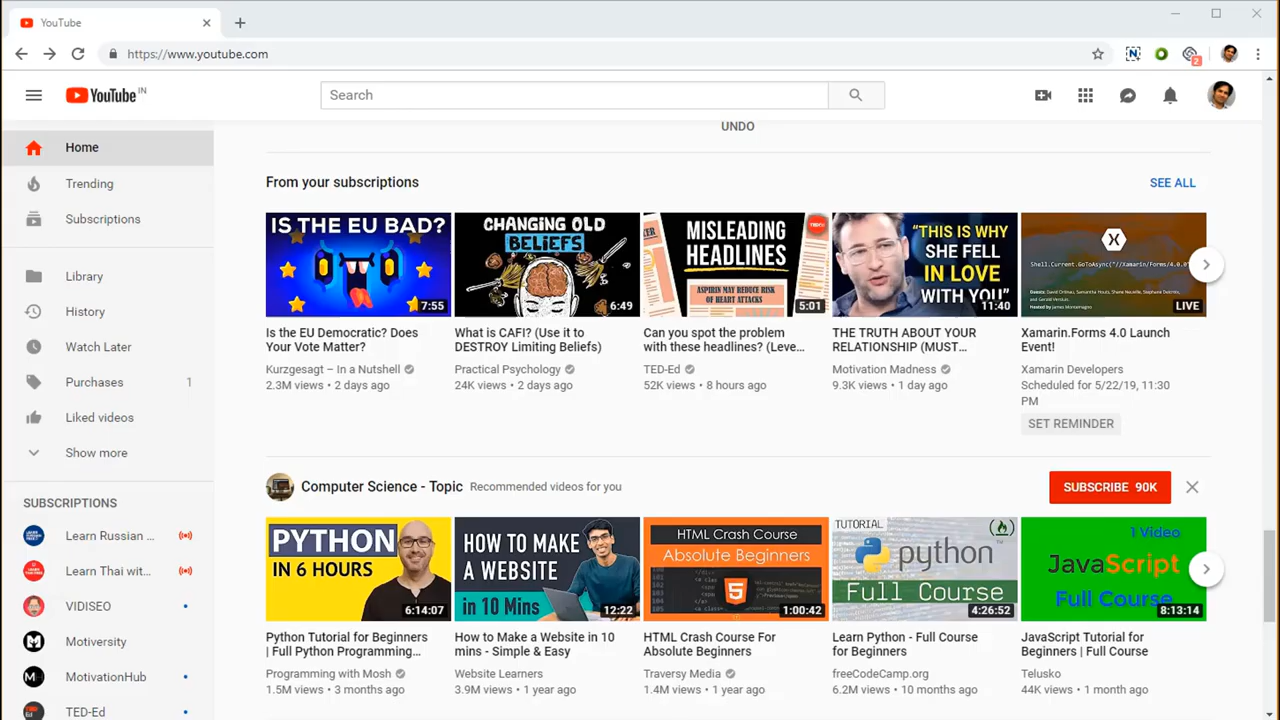 YouTube
https://www.youtube.com
N
2
YouTube IN
Search
UNDO
Home
Trending
Subscriptions
Library
History
Watch Later
Purchases 1
Liked videos
Show more
SUBSCRIPTIONS
Learn Russian ...
Learn Thai wit...
VIDISEO
Motiversity
MotivationHub
TED-Ed
From your subscriptions
SEE ALL
IS THE EU BAD?
7:55
CHANGING OLD
BELIEFS
6:49
MISLEADING
HEADLINES
ASPIRIN MAY REDUCE RISK
OF HEART ATTACKS
5:01
“THIS IS WHY
SHE FELL
IN LOVE
WITH YOU”
11:40
Shell.Current.GoToAsync("//Xamarin/Forms/4.0.0
Hosted by James Montemagno
LIVE
Is the EU Democratic? Does
Your Vote Matter?
Kurzgesagt – In a Nutshell
2.3M views • 2 days ago
What is CAFI? (Use it to
DESTROY Limiting Beliefs)
Practical Psychology
24K views • 2 days ago
Can you spot the problem
with these headlines? (Leve...
TED-Ed
52K views • 8 hours ago
THE TRUTH ABOUT YOUR
RELATIONSHIP (MUST...
Motivation Madness
9.3K views • 1 day ago
Xamarin.Forms 4.0 Launch
Event!
Xamarin Developers
Scheduled for 5/22/19, 11:30
PM
SET REMINDER
Computer Science - Topic Recommended videos for you
SUBSCRIBE 90K
PYTHON
IN 6 HOURS
6:14:07
HOW TO MAKE
A WEBSITE
in 10 Mins
12:22
HTML Crash Course
Absolute Beginners
5
1:00:42
TUTORIAL
python
Full Course
4:26:52
1 Video
JavaScript
Full Course
8:13:14
Python Tutorial for Beginners
| Full Python Programming...
Programming with Mosh
1.5M views • 3 months ago
How to Make a Website in 10
mins - Simple & Easy
Website Learners
3.9M views • 1 year ago
HTML Crash Course For
Absolute Beginners
Traversy Media
1.4M views • 1 year ago
Learn Python - Full Course
for Beginners
freeCodeCamp.org
6.2M views • 10 months ago
JavaScript Tutorial for
Beginners | Full Course
Telusko
44K views • 1 month ago